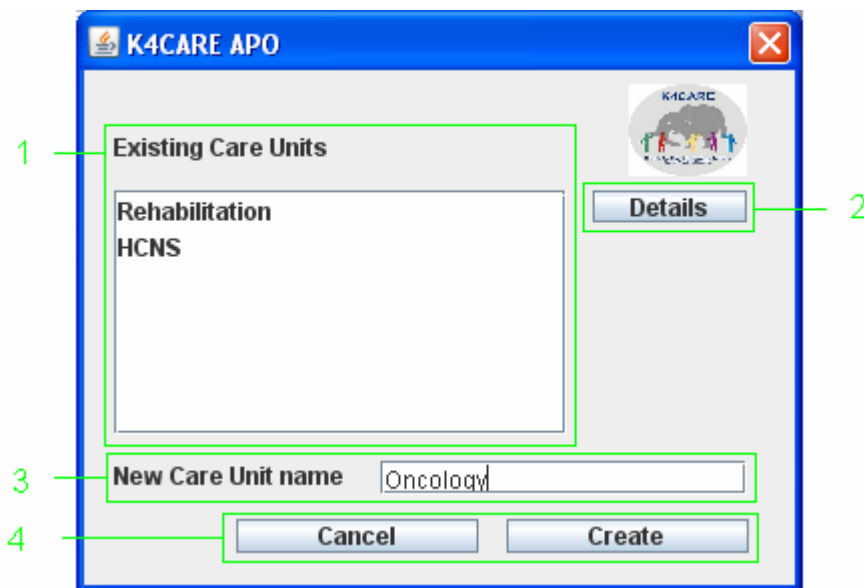 K4CARE APO
K4CARE
1
Existing Care Units
Rehabilitation
HCNS
Details
2
3
New Care Unit name
Oncology
4
Cancel
Create